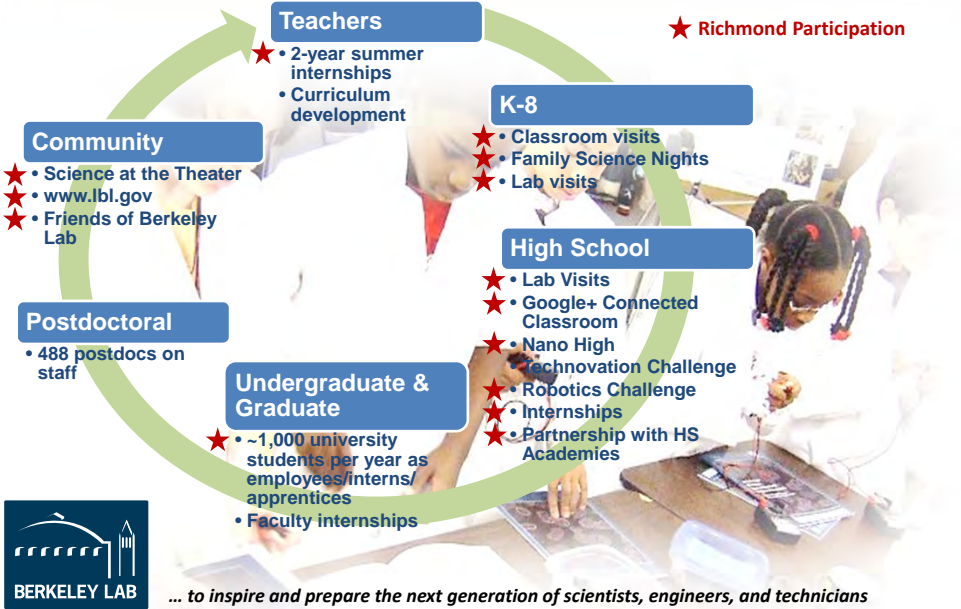 Teachers
• 2-year summer
internships
• Curriculum
development
★ Richmond Participation
K-8
• Classroom visits
• Family Science Nights
• Lab visits
High School
• Lab Visits
• Google+ Connected
Classroom
• Nano High
• Technovation Challenge
• Robotics Challenge
• Internships
• Partnership with HS
Academies
Undergraduate &
Graduate
• ~1,000 university
students per year as
employees/interns/
apprentices
• Faculty internships
Postdoctoral
• 488 postdocs on
staff
Community
• Science at the Theater
• www.lbl.gov
• Friends of Berkeley
Lab
BERKELEY LAB
... to inspire and prepare the next generation of scientists, engineers, and technicians